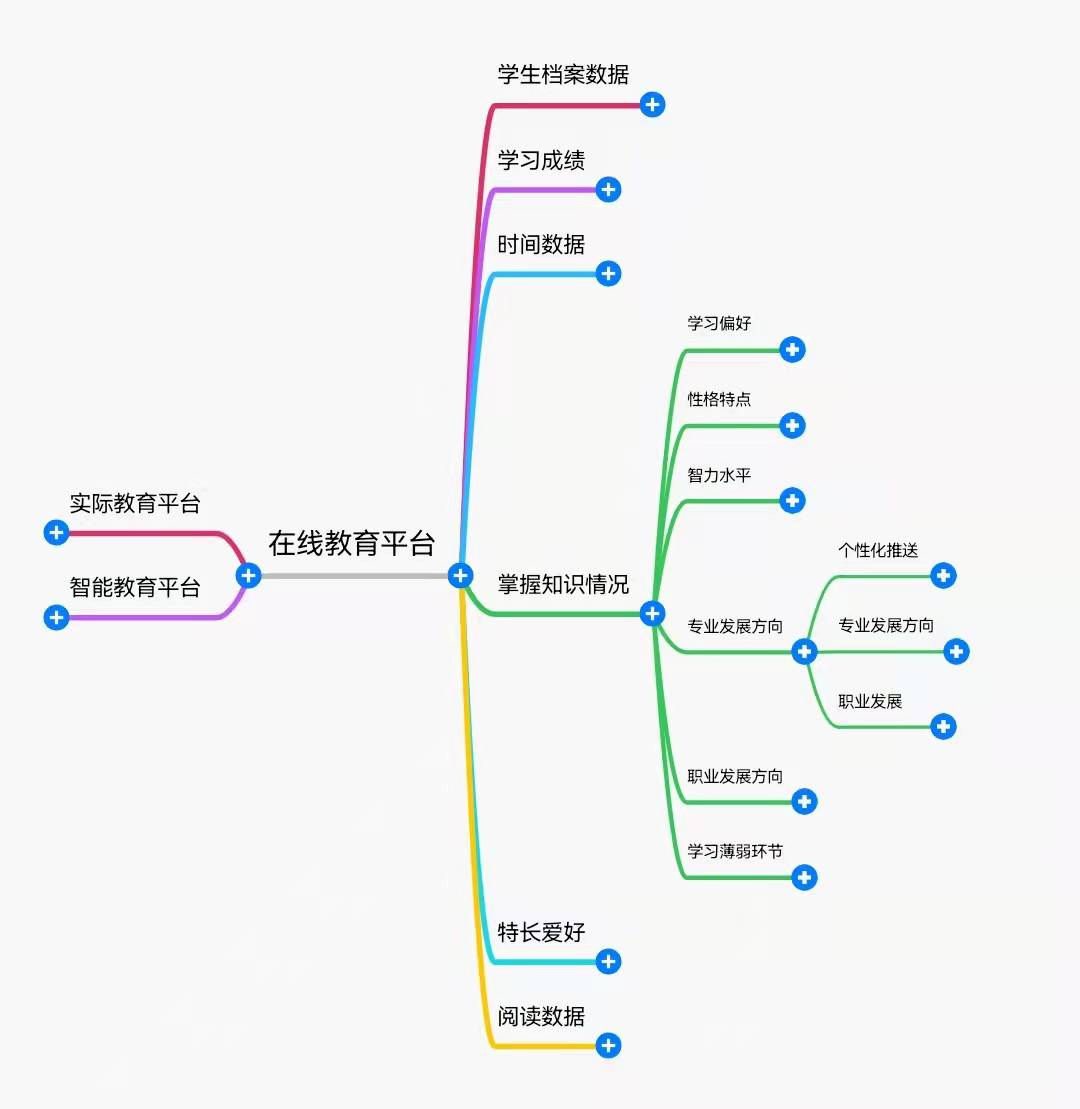 学生档案数据
学习成绩
时间数据
学习偏好
性格特点
智力水平
实际教育平台
在线教育平台
个性化推送
智能教育平台
掌握知识情况
专业发展方向
专业发展方向
职业发展
职业发展方向
学习薄弱环节
特长爱好
阅读数据